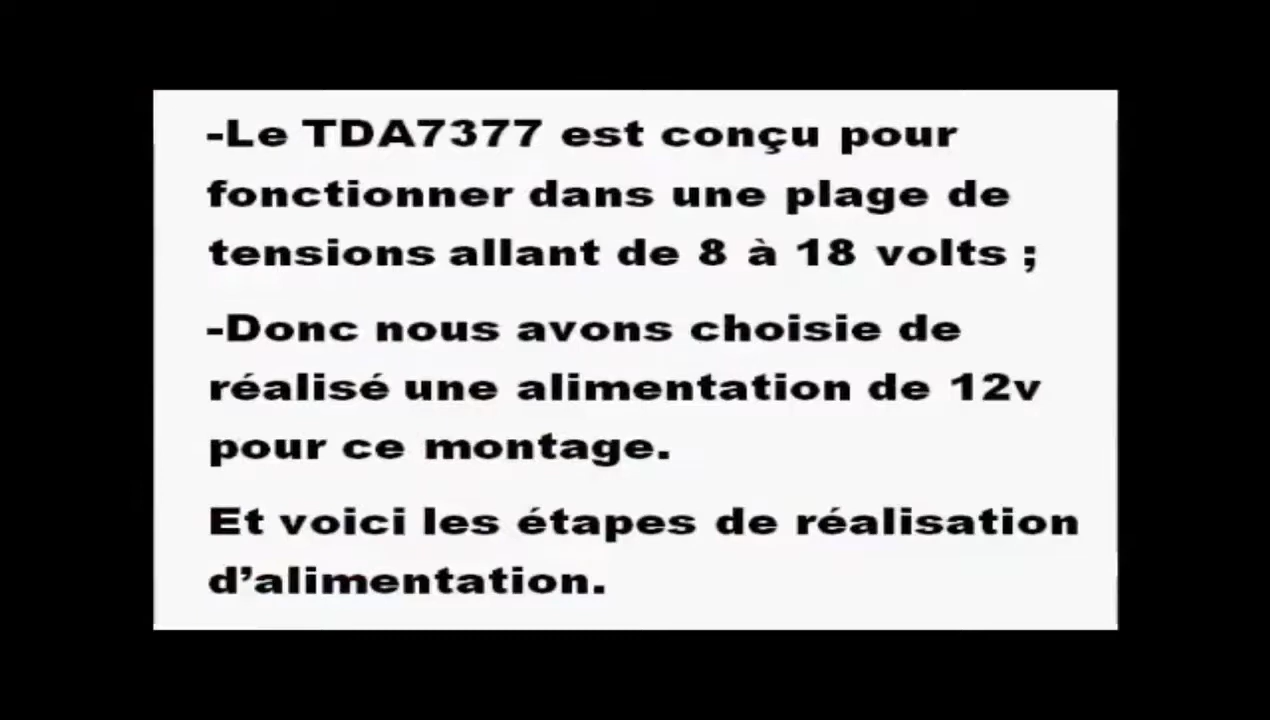 -Le TDA7377 est conçu pour
fonctionner dans une plage de
tensions allant de 8 à 18 volts ;
-Donc nous avons choisie de
réalisé une alimentation de 12v
pour ce montage.
Et voici les étapes de réalisation
d’alimentation.